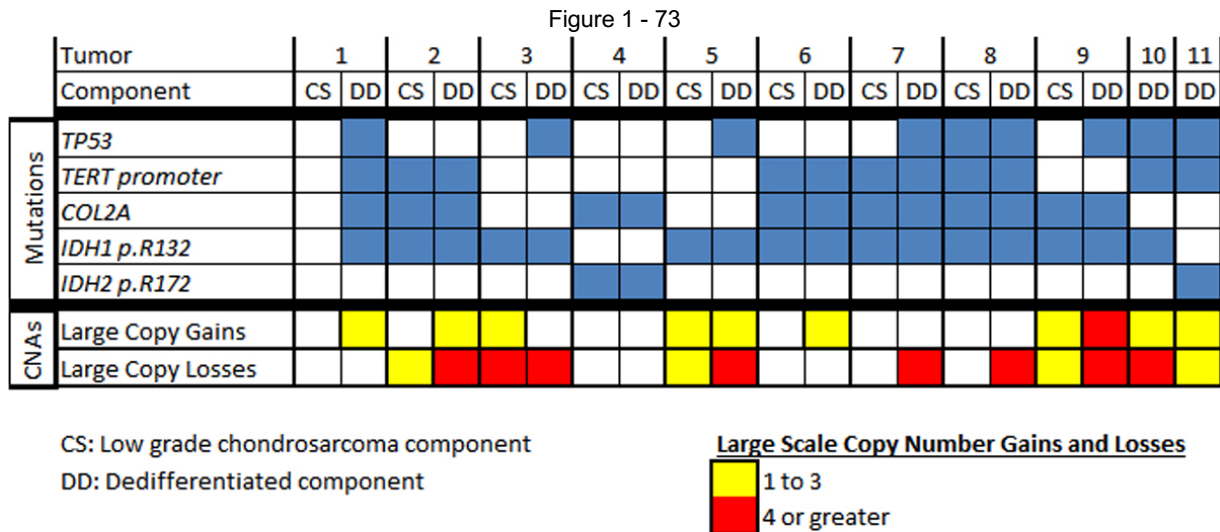 Figure 1 - 73
Tumor 1 2 3 4 5 6 7 8 9 10 11
Component CS DD CS DD CS DD CS DD CS DD CS DD CS DD CS DD CS DD DD DD
Mutations
TP53
TERT promoter
COL2A
IDH1 p.R132
IDH2 p.R172
CNAs
Large Copy Gains
Large Copy Losses
CS: Low grade chondrosarcoma component
DD: Dedifferentiated component
Large Scale Copy Number Gains and Losses
1 to 3
4 or greater